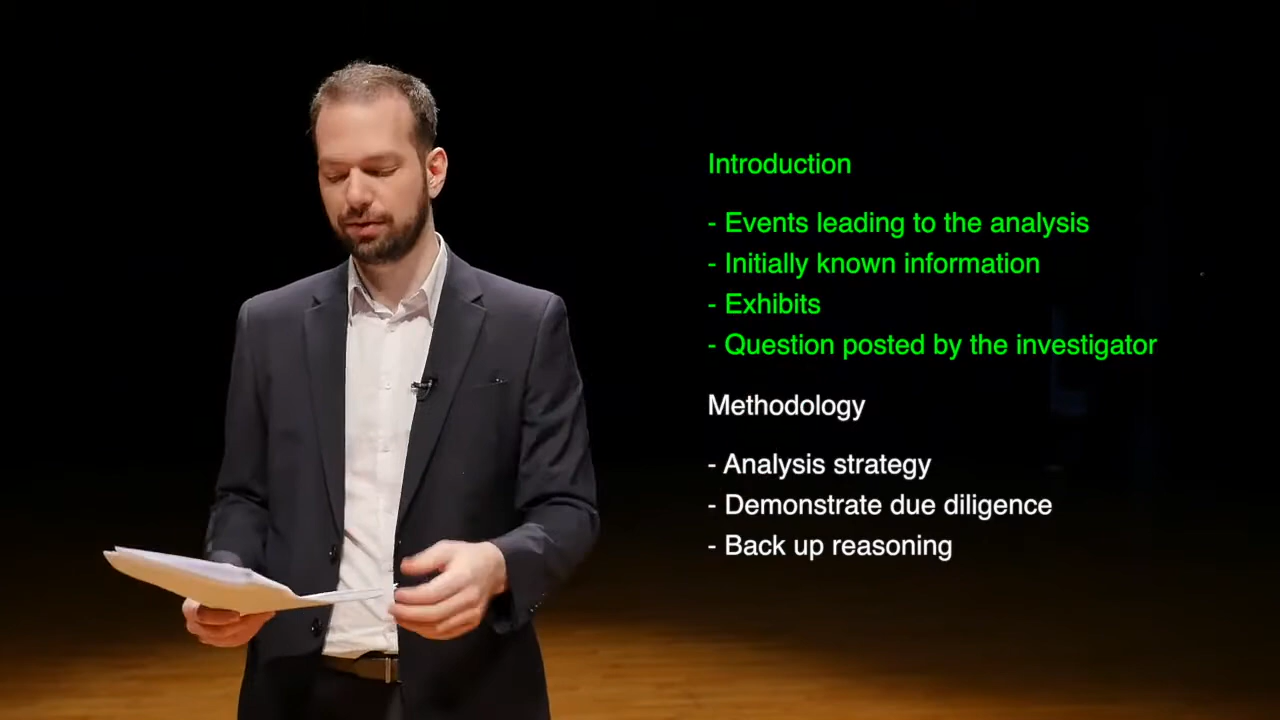 Introduction
- Events leading to the analysis
- Initially known information
- Exhibits
- Question posted by the investigator
Methodology
- Analysis strategy
- Demonstrate due diligence
- Back up reasoning